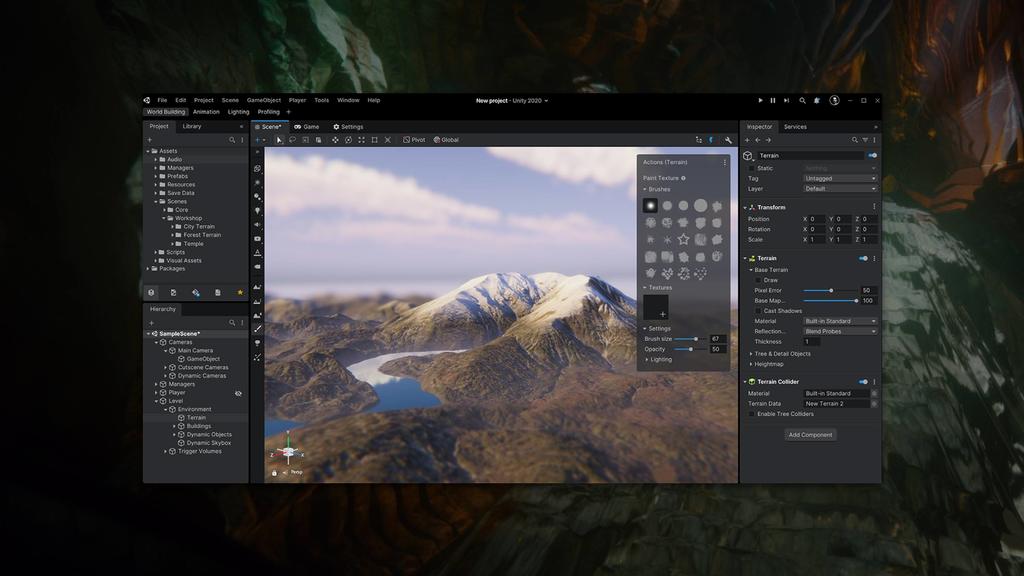 File Edit Project Scene GameObject Player Tools Window Help
New project - Unity 2020
World Building Animation Lighting Profiling +
Project Library
Assets
Audio
Managers
Prefabs
Resources
Save Data
Scenes
Core
Workshop
City Terrain
Forest Terrain
Temple
Scripts
Visual Assets
Packages
Hierarchy
SampleScene*
Cameras
Main Camera
GameObject
Cutscene Cameras
Dynamic Cameras
Managers
Player
Level
Environment
Terrain
Buildings
Dynamic Objects
Dynamic Skybox
Trigger Volumes
Scene* Game Settings
Pivot Global
Actions (Terrain)
Paint Texture
Brushes
Textures
Settings
Brush size 67
Opacity 50
Lighting
Y
Z X
Persp
Inspector Services
Terrain
Static Nothing
Tag Untagged
Layer Default
Transform
Position X 0 Y 0 Z 0
Rotation X 0 Y 0 Z 0
Scale X 1 Y 1 Z 1
Terrain
Base Terrain
Draw
Pixel Error 50
Base Map... 100
Cast Shadows
Material Built-in Standard
Reflection... Blend Probes
Thickness 1
Tree & Detail Objects
Heightmap
Terrain Collider
Material Built-in Standard
Terrain Data New Terrain 2
Enable Tree Colliders
Add Component